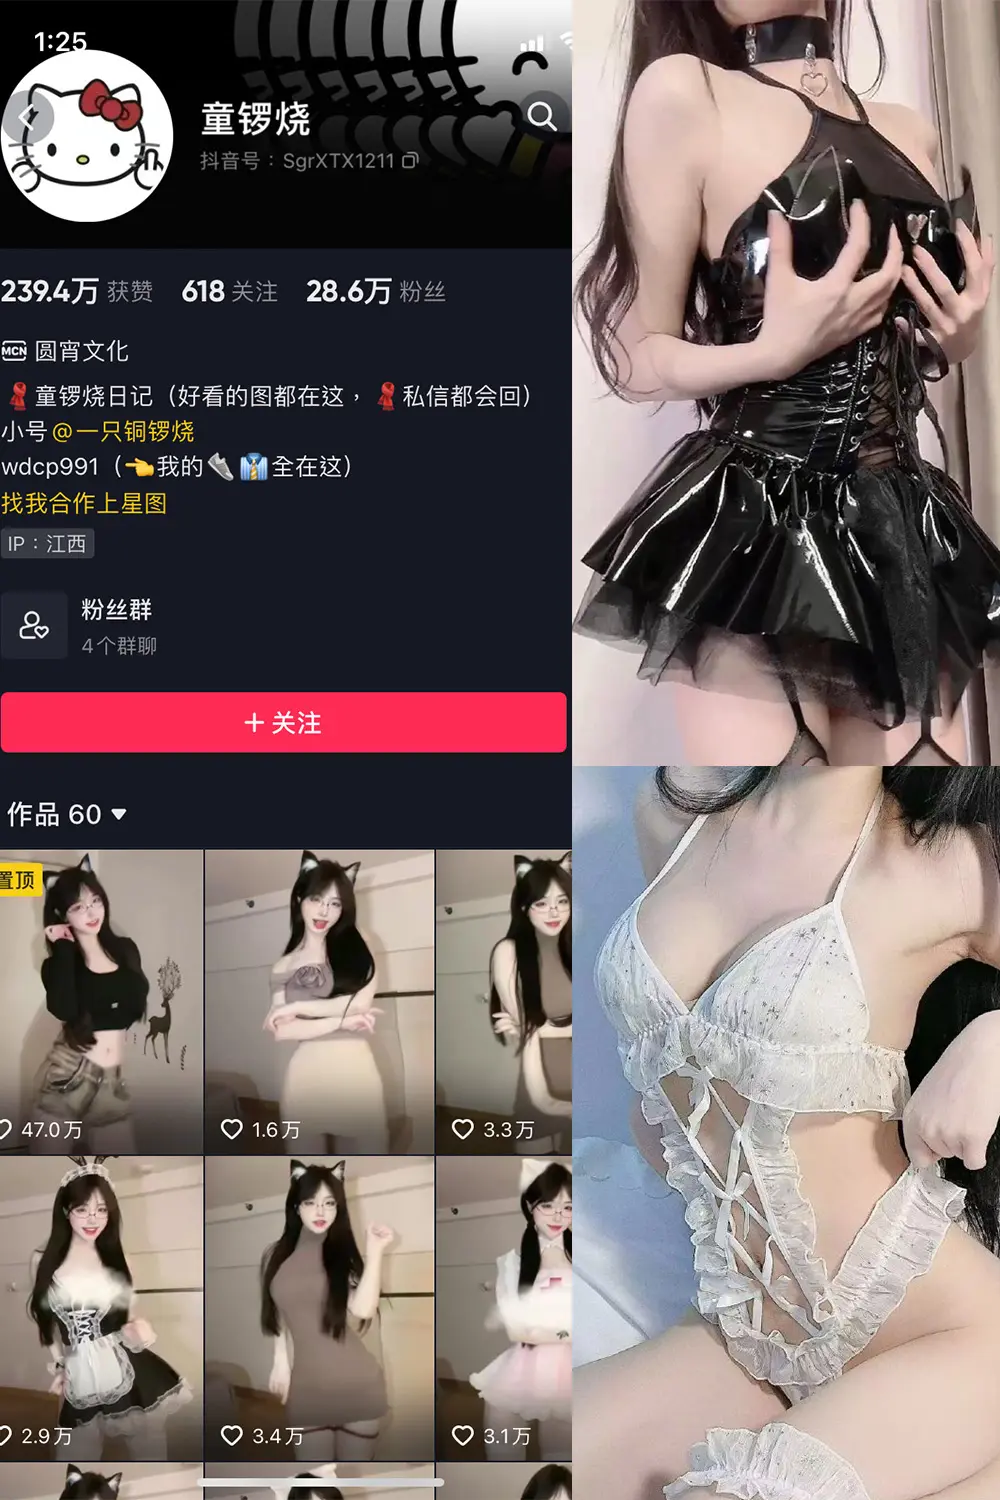 1:25
童锣烧
抖音号：SgrXTX1211
239.4万 获赞 618 关注 28.6万 粉丝
MCN 圆宵文化
童锣烧日记（好看的图都在这，私信都会回）
小号@一只铜锣烧
wdcp991（👈我的👟👔全在这）
找我合作上星图
IP：江西
粉丝群
4个群聊
+ 关注
作品 60
置顶
47.0万
1.6万
3.3万
2.9万
3.4万
3.1万